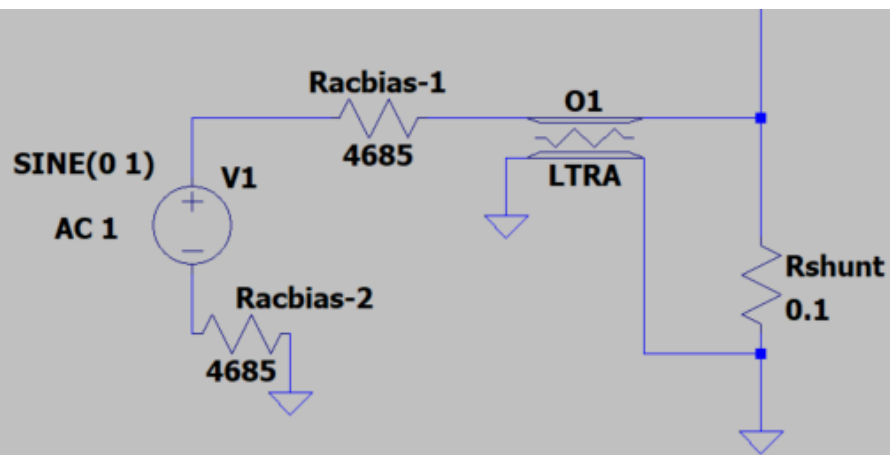 Racbias-1
O1
4685
SINE(0 1)
V1
LTRA
AC 1
Rshunt
Racbias-2
0.1
4685